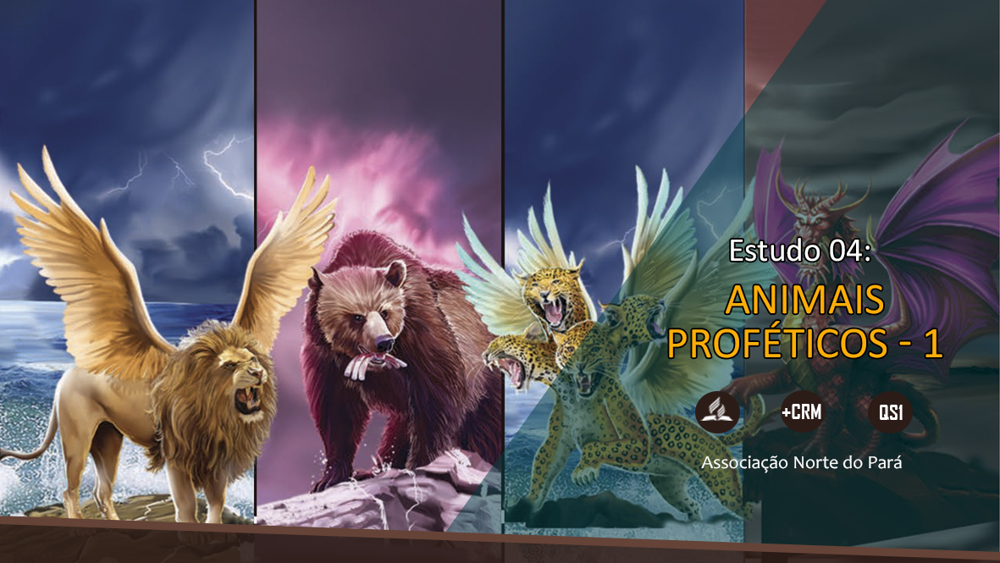 Estudo 04:
ANIMAIS
PROFÉTICOS - 1
+CRM
QS1
Associação Norte do Pará